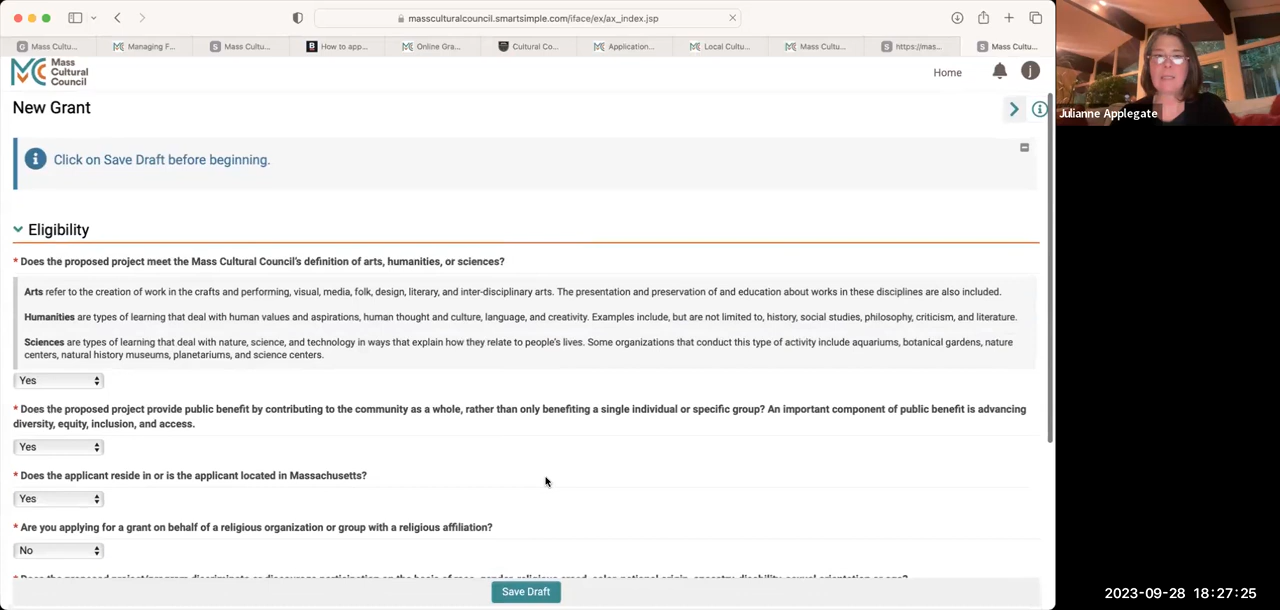 massculturalcouncil.smartsimple.com/iface/ex/ax_index.jsp
Mass Cultu...
Managing F...
Mass Cultu...
How to app...
Online Gra...
Cultural Co...
Application...
Local Cultu...
Mass Cultu...
https://mas...
Mass Cultu...
Mass
Cultural
Council
Home
j
Julianne Applegate
New Grant
Click on Save Draft before beginning.
Eligibility
* Does the proposed project meet the Mass Cultural Council's definition of arts, humanities, or sciences?
Arts refer to the creation of work in the crafts and performing, visual, media, folk, design, literary, and inter-disciplinary arts. The presentation and preservation of and education about works in these disciplines are also included.
Humanities are types of learning that deal with human values and aspirations, human thought and culture, language, and creativity. Examples include, but are not limited to, history, social studies, philosophy, criticism, and literature.
Sciences are types of learning that deal with nature, science, and technology in ways that explain how they relate to people's lives. Some organizations that conduct this type of activity include aquariums, botanical gardens, nature
centers, natural history museums, planetariums, and science centers.
Yes
* Does the proposed project provide public benefit by contributing to the community as a whole, rather than only benefiting a single individual or specific group? An important component of public benefit is advancing
diversity, equity, inclusion, and access.
Yes
* Does the applicant reside in or is the applicant located in Massachusetts?
Yes
* Are you applying for a grant on behalf of a religious organization or group with a religious affiliation?
No
Save Draft
2023-09-28 18:27:25